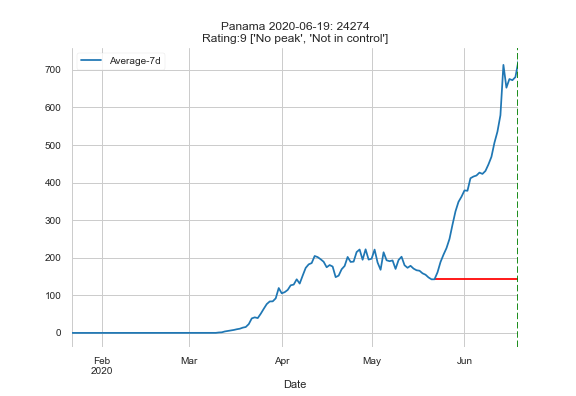 Panama 2020-06-19: 24274
Rating:9 ['No peak', 'Not in control']
Average-7d
700
600
500
400
300
200
100
0
Feb
2020
Mar
Apr
May
Jun
Date